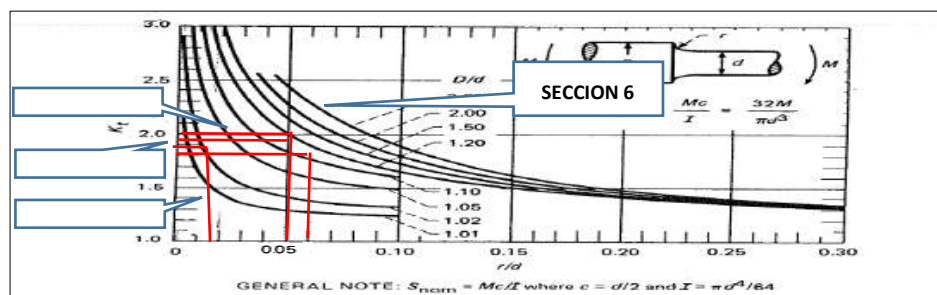 3.0
2.5
2.0
1.5
1.0
K_t
0 0.05 0.10 0.15 0.20 0.25 0.30
r/d
D/d
2.00
1.50
1.20
1.10
1.05
1.02
1.01
SECCION 6
r
d
M
Mc/I = 32M/πd³
GENERAL NOTE: S_nom = Mc/I where c = d/2 and I = πd⁴/64